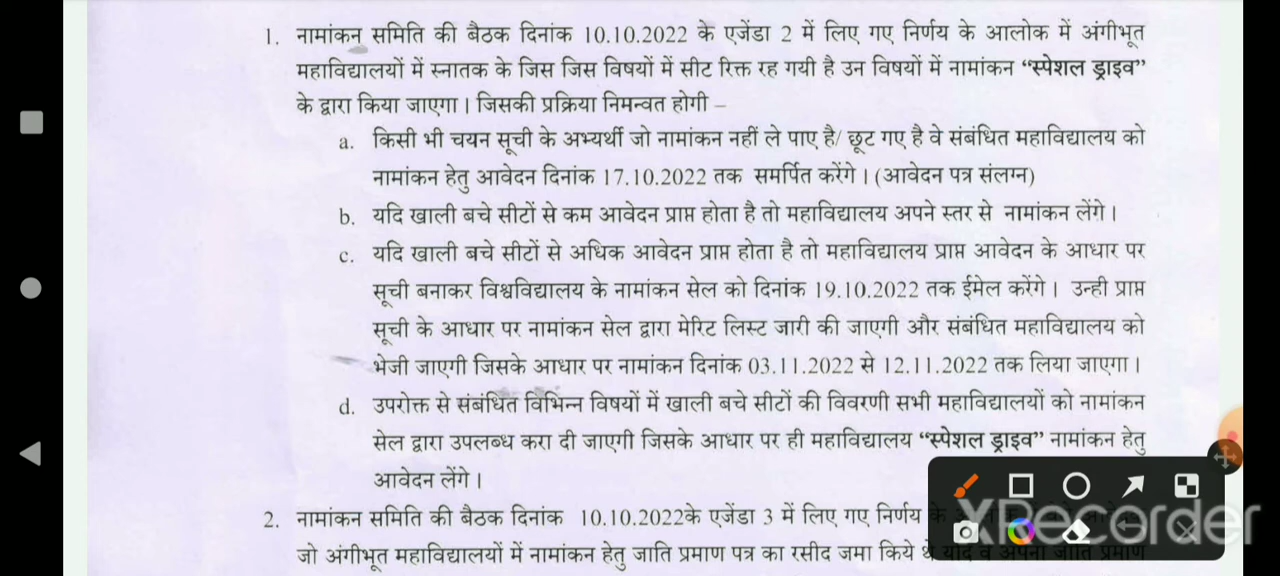 1. नामांकन समिति की बैठक दिनांक 10.10.2022 के एजेंडा 2 में लिए गए निर्णय के आलोक में अंगीभूत
महाविद्यालयों में स्नातक के जिस जिस विषयों में सीट रिक्त रह गयी है उन विषयों में नामांकन “स्पेशल ड्राइव”
के द्वारा किया जाएगा। जिसकी प्रक्रिया निमन्वत होगी –
a. किसी भी चयन सूची के अभ्यर्थी जो नामांकन नहीं ले पाए है/ छूट गए है वे संबंधित महाविद्यालय को
नामांकन हेतु आवेदन दिनांक 17.10.2022 तक समर्पित करेंगे। (आवेदन पत्र संलग्न)
b. यदि खाली बचे सीटों से कम आवेदन प्राप्त होता है तो महाविद्यालय अपने स्तर से नामांकन लेंगे।
c. यदि खाली बचे सीटों से अधिक आवेदन प्राप्त होता है तो महाविद्यालय प्राप्त आवेदन के आधार पर
सूची बनाकर विश्वविद्यालय के नामांकन सेल को दिनांक 19.10.2022 तक ईमेल करेंगे। उन्ही प्राप्त
सूची के आधार पर नामांकन सेल द्वारा मेरिट लिस्ट जारी की जाएगी और संबंधित महाविद्यालय को
भेजी जाएगी जिसके आधार पर नामांकन दिनांक 03.11.2022 से 12.11.2022 तक लिया जाएगा।
d. उपरोक्त से संबंधित विभिन्न विषयों में खाली बचे सीटों की विवरणी सभी महाविद्यालयों को नामांकन
सेल द्वारा उपलब्ध करा दी जाएगी जिसके आधार पर ही महाविद्यालय “स्पेशल ड्राइव” नामांकन हेतु
आवेदन लेंगे।
2. नामांकन समिति की बैठक दिनांक 10.10.2022के एजेंडा 3 में लिए गए निर्णय के
जो अंगीभूत महाविद्यालयों में नामांकन हेतु जाति प्रमाण पत्र का रसीद जमा किये थे यदि व अपना जाति प्रमाण
XRecorder